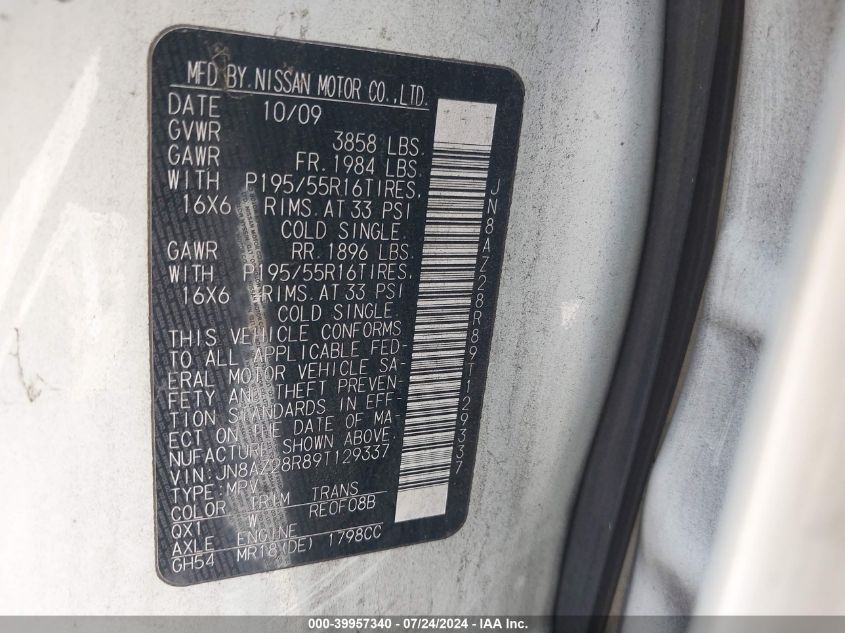 MFD BY.NISSAN MOTOR CO.,LTD.
DATE 10/09
GVWR 3858 LBS.
GAWR FR. 1984 LBS.
WITH P195/55R16TIRES,
16X6 RIMS AT 33 PSI
COLD SINGLE.
GAWR RR. 1896 LBS.
WITH P195/55R16TIRES,
16X6 RIMS AT 33 PSI
COLD SINGLE.
THIS VEHICLE CONFORMS
TO ALL APPLICABLE FED-
ERAL MOTOR VEHICLE SA-
FETY AND THEFT PREVEN-
TION STANDARDS IN EFF-
ECT ON THE DATE OF MA-
NUFACTURE SHOWN ABOVE.
VIN:JN8AZ28R89T129337
TYPE:MPV
COLOR TRIM TRANS
QX1 W RE0F08B
AXLE ENGINE
GH54 MR18(DE) 1798CC
JN8AZ28R89T129337
000-39957340 - 07/24/2024 - IAA Inc.